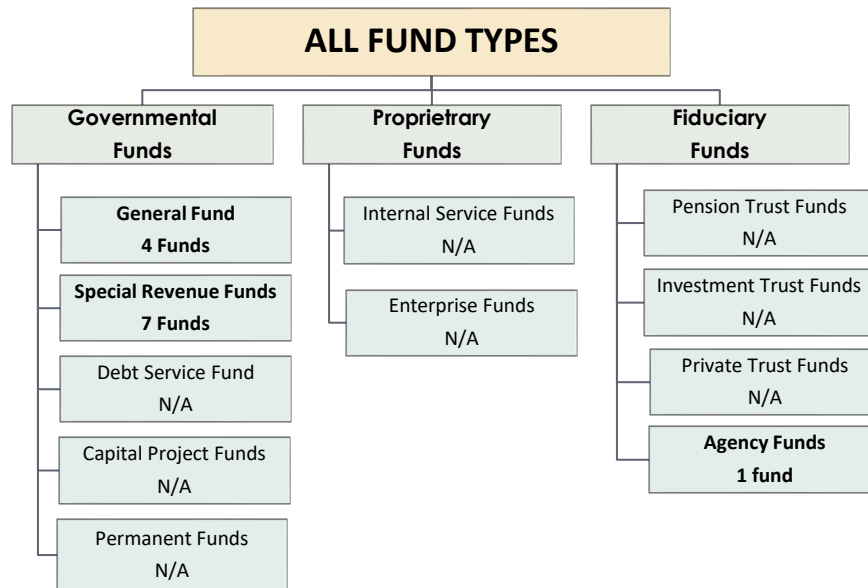 ALL FUND TYPES
Governmental
Funds
General Fund
4 Funds
Special Revenue Funds
7 Funds
Debt Service Fund
N/A
Capital Project Funds
N/A
Permanent Funds
N/A
Proprietrary
Funds
Internal Service Funds
N/A
Enterprise Funds
N/A
Fiduciary
Funds
Pension Trust Funds
N/A
Investment Trust Funds
N/A
Private Trust Funds
N/A
Agency Funds
1 fund